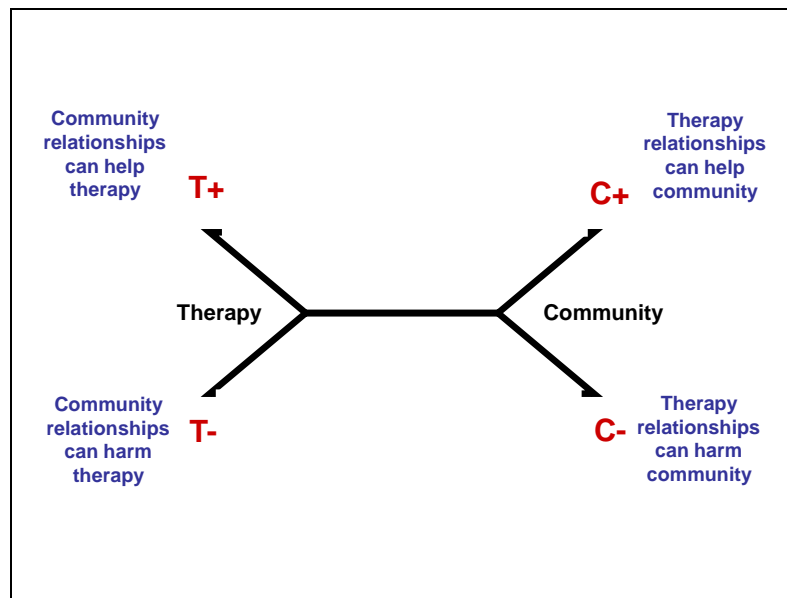 Community
relationships
can help
therapy
T+
C+
Therapy
relationships
can help
community
Therapy
Community
Community
relationships
can harm
therapy
T-
C-
Therapy
relationships
can harm
community